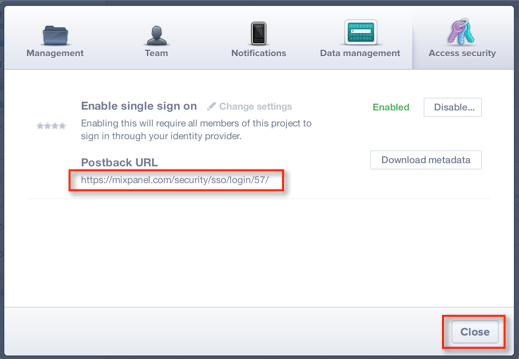 Management
Team
Notifications
Data management
Access security
Enable single sign on
Change settings
Enabled
Disable...
Enabling this will require all members of this project to
sign in through your identity provider.
Postback URL
Download metadata
https://mixpanel.com/security/sso/login/57/
Close